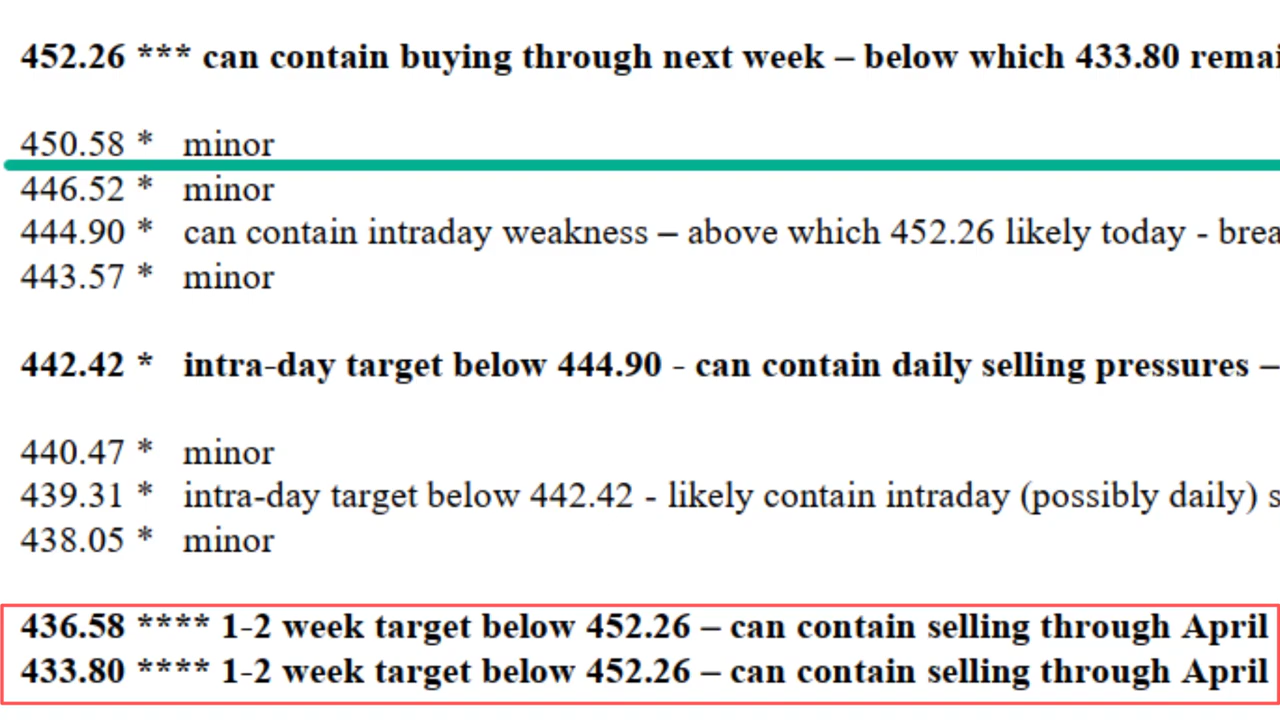 452.26 *** can contain buying through next week – below which 433.80
450.58 * minor
446.52 * minor
444.90 * can contain intraday weakness – above which 452.26 likely today -
443.57 * minor
442.42 * intra-day target below 444.90 - can contain daily selling pressures –
440.47 * minor
439.31 * intra-day target below 442.42 - likely contain intraday (possibly daily)
438.05 * minor
436.58 **** 1-2 week target below 452.26 – can contain selling through April
433.80 **** 1-2 week target below 452.26 – can contain selling through April